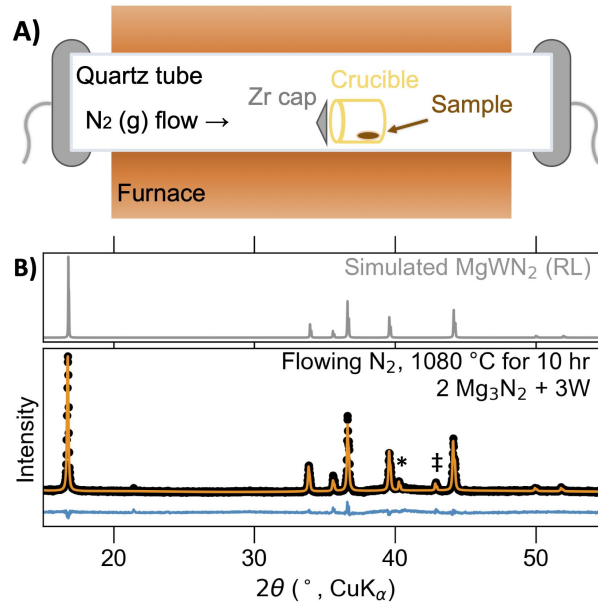 A)
Quartz tube
Crucible
Zr cap
Sample
N₂ (g) flow →
Furnace
B)
Simulated MgWN₂ (RL)
Flowing N₂, 1080 °C for 10 hr
2 Mg₃N₂ + 3W
* ‡
Intensity
20 30 40 50
2θ (°, CuKα)